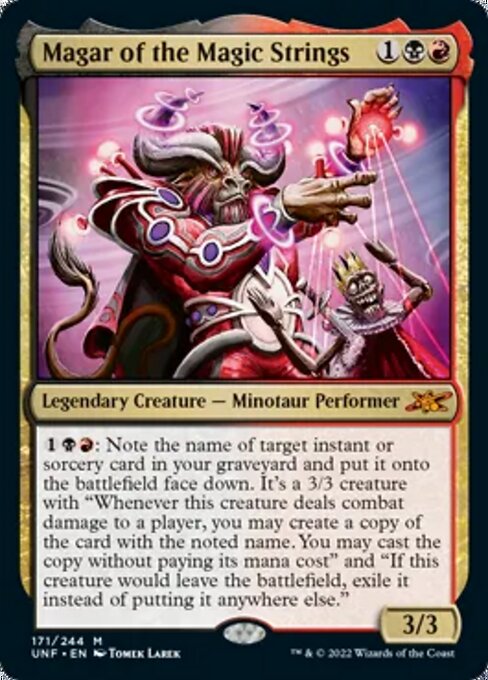 Magar of the Magic Strings 1
Legendary Creature — Minotaur Performer
1: Note the name of target instant or
sorcery card in your graveyard and put it onto
the battlefield face down. It's a 3/3 creature
with “Whenever this creature deals combat
damage to a player, you may create a copy of
the card with the noted name. You may cast the
copy without paying its mana cost” and “If this
creature would leave the battlefield, exile it
instead of putting it anywhere else.”
3/3
171/244 M
UNF • EN Tomek Larek
™ & © 2022 Wizards of the Coast